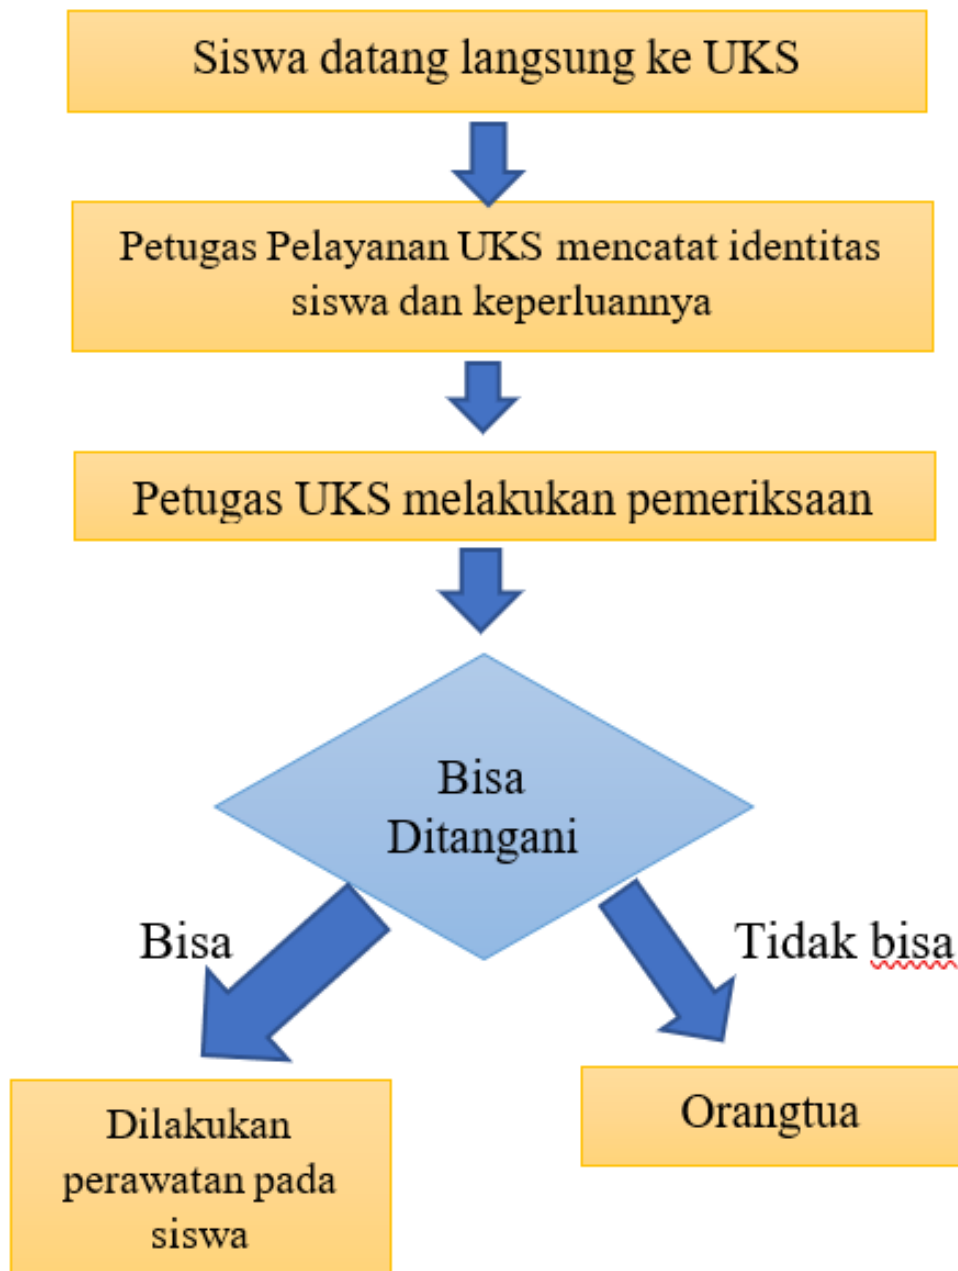 Siswa datang langsung ke UKS
Petugas Pelayanan UKS mencatat identitas
siswa dan keperluannya
Petugas UKS melakukan pemeriksaan
Bisa
Ditangani
Bisa
Tidak bisa
Dilakukan
perawatan pada
siswa
Orangtua